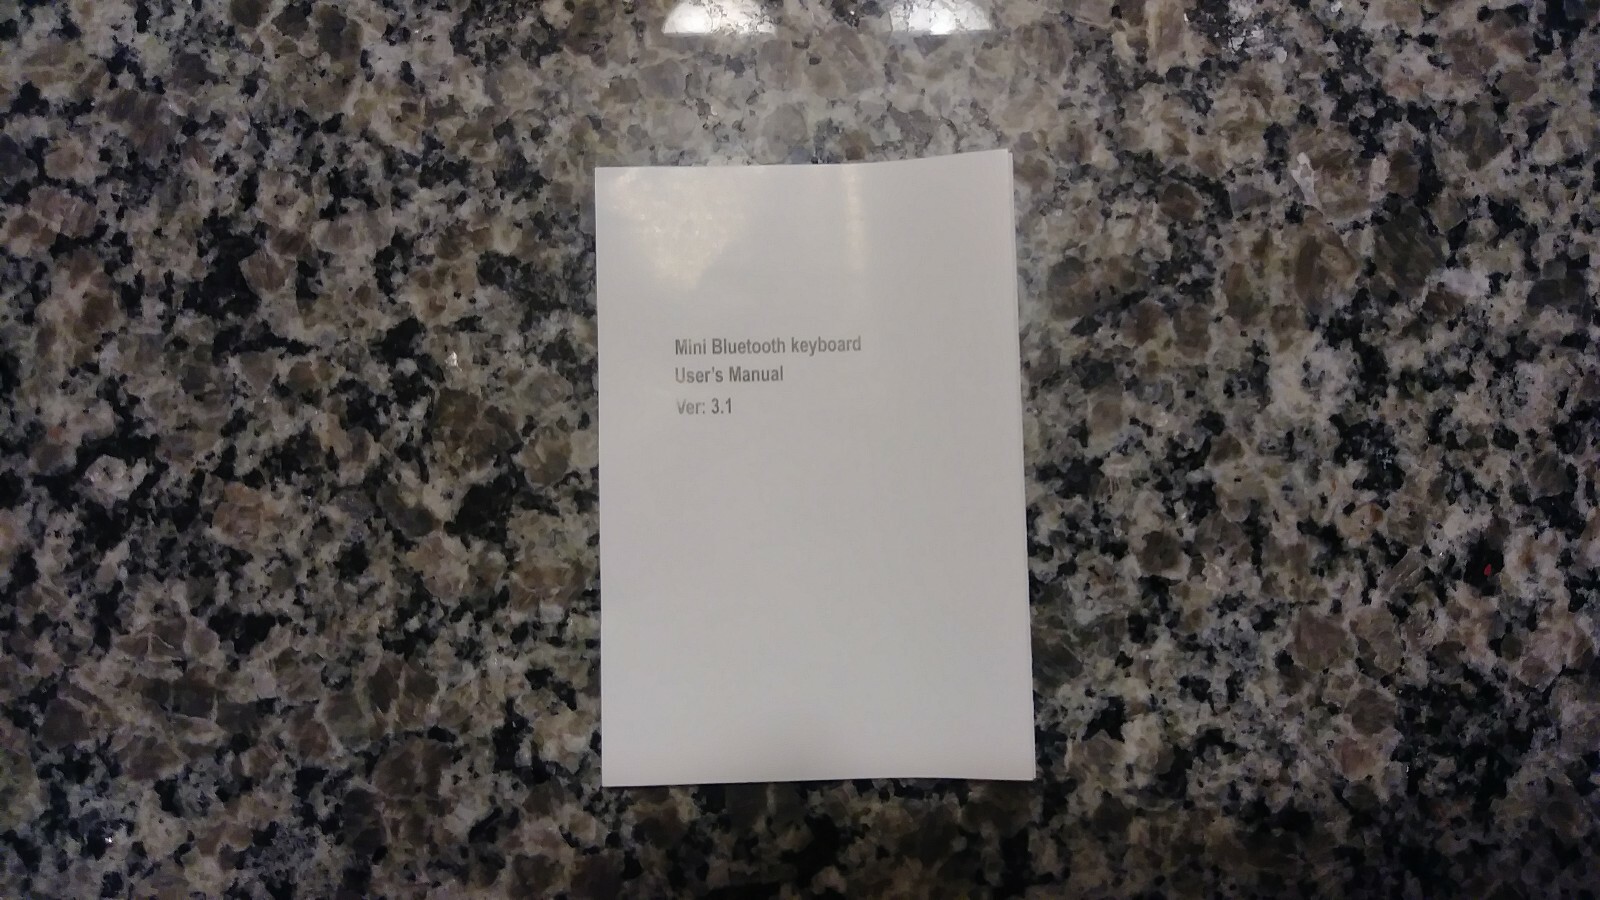 Mini Bluetooth keyboard
User's Manual
Ver: 3.1